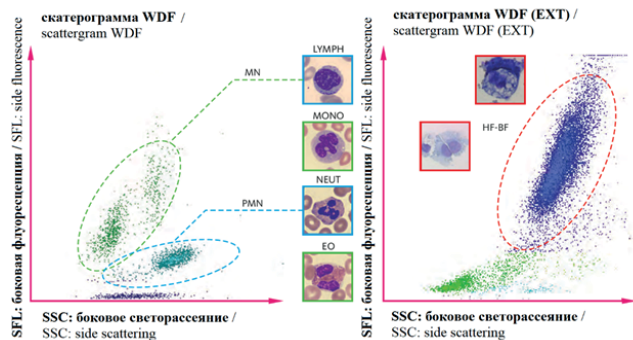 скатерограмма WDF /
scattergram WDF
SFL: боковая флуоресценция / SFL: side fluorescence
MN
PMN
LYMPH
MONO
NEUT
EO
SSC: боковое светорассеяние /
SSC: side scattering
скатерограмма WDF (EXT) /
scattergram WDF (EXT)
SFL: боковая флуоресценция / SFL: side fluorescence
HF-BF
SSC: боковое светорассеяние /
SSC: side scattering